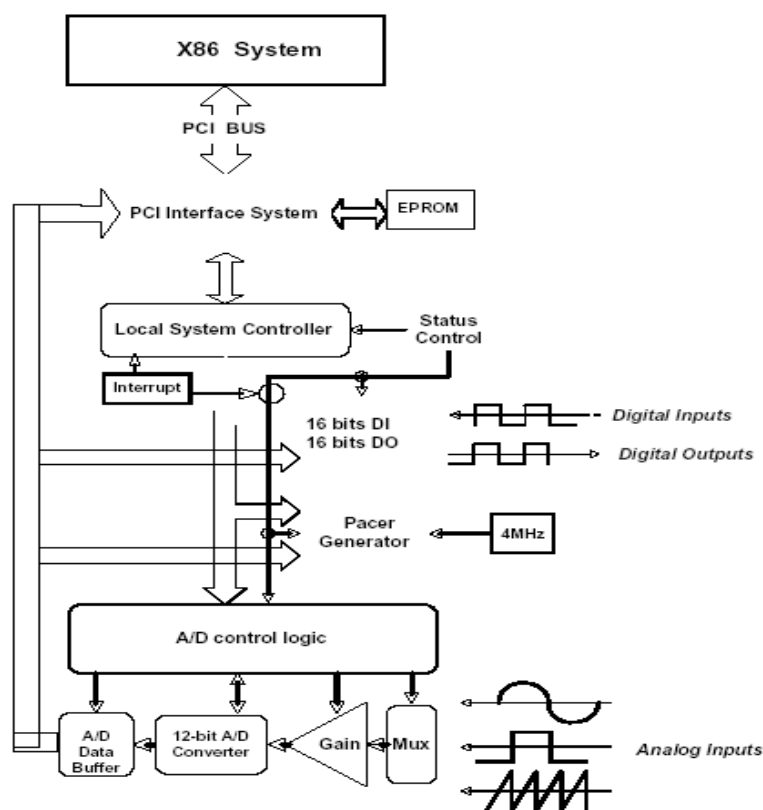 X86 System
PCI BUS
PCI Interface System
EPROM
Local System Controller
Status
Control
Interrupt
16 bits DI
16 bits DO
Digital Inputs
Digital Outputs
Pacer
Generator
4MHz
A/D control logic
A/D
Data
Buffer
12-bit A/D
Converter
Gain
Mux
Analog Inputs